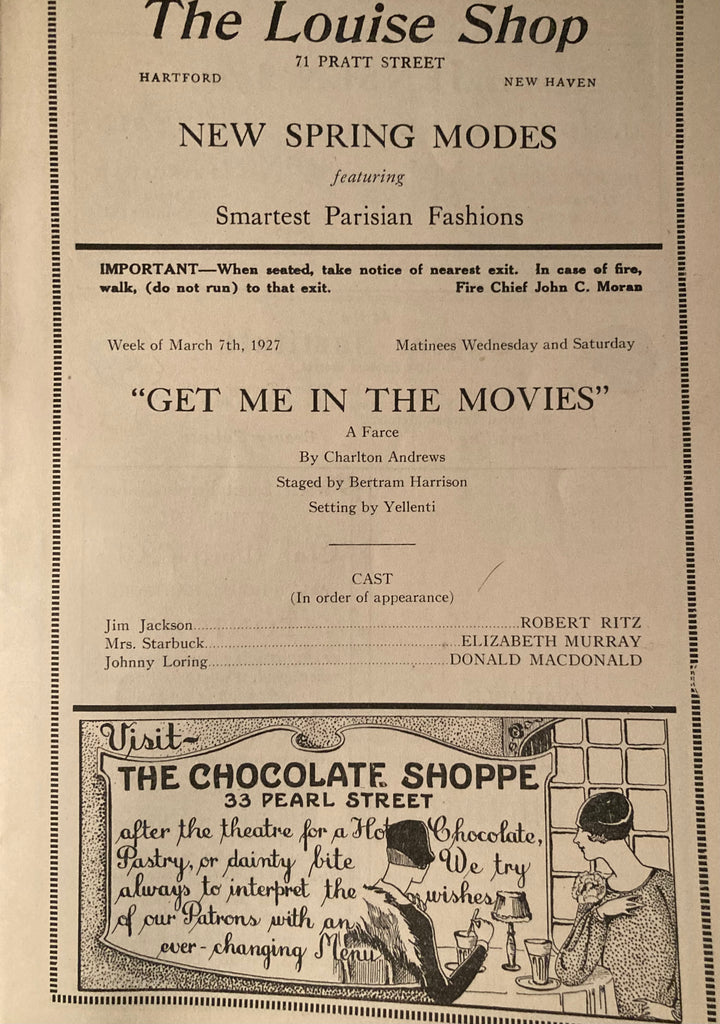 The Louise Shop
71 PRATT STREET
HARTFORD NEW HAVEN
NEW SPRING MODES
featuring
Smartest Parisian Fashions
IMPORTANT—When seated, take notice of nearest exit. In case of fire,
walk, (do not run) to that exit. Fire Chief John C. Moran
Week of March 7th, 1927 Matinees Wednesday and Saturday
“GET ME IN THE MOVIES”
A Farce
By Charlton Andrews
Staged by Bertram Harrison
Setting by Yellenti
CAST
(In order of appearance)
Jim Jackson........ROBERT RITZ
Mrs. Starbuck........ELIZABETH MURRAY
Johnny Loring........DONALD MACDONALD
Visit~
THE CHOCOLATE SHOPPE
33 PEARL STREET
after the theatre for a Hot Chocolate,
Pastry, or dainty bite We try
always to interpret the wishes
of our Patrons with an
ever-changing Menu